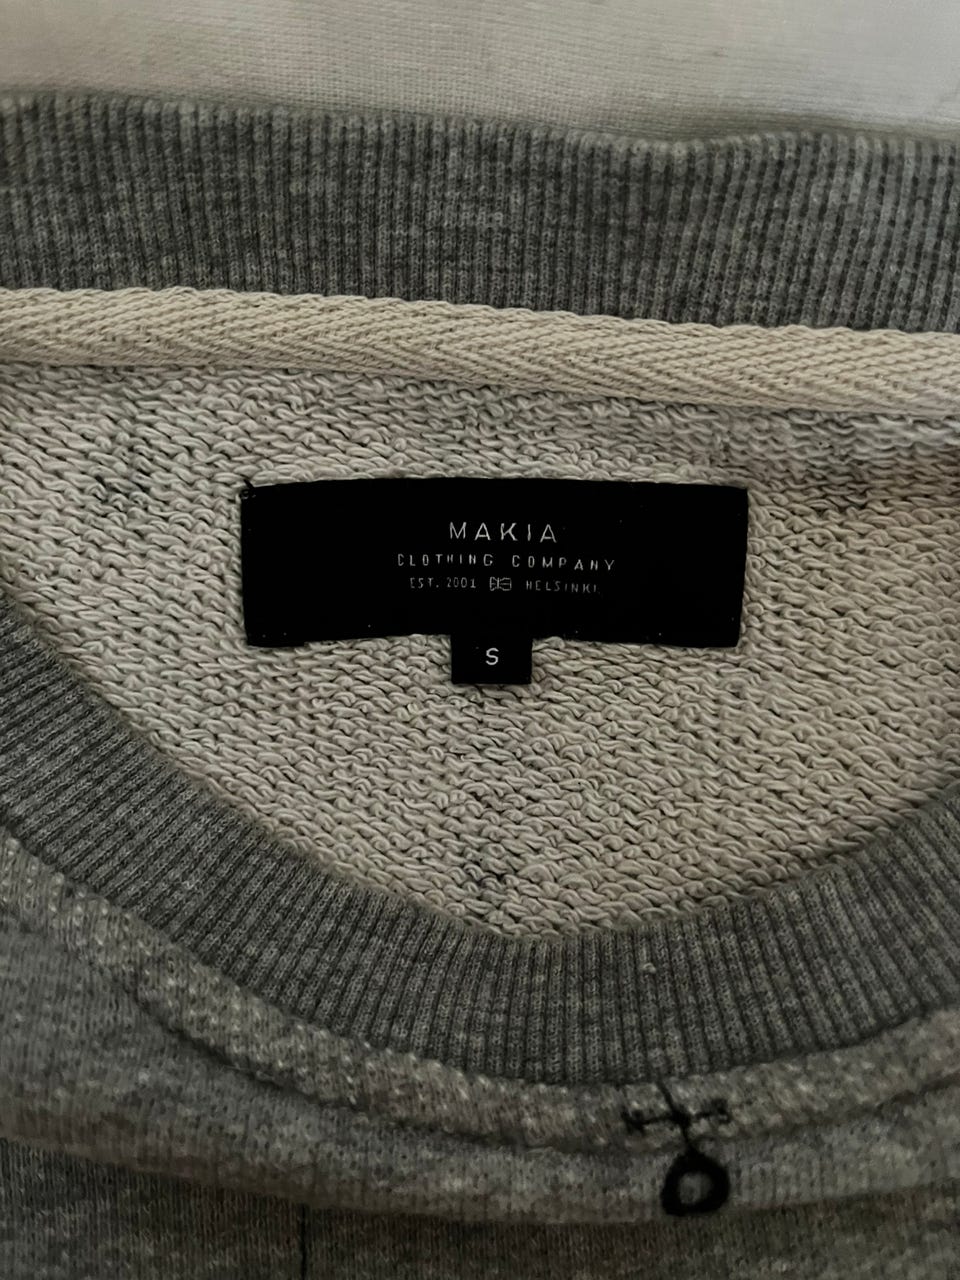 MAKIA
CLOTHING COMPANY
EST. 2001 HELSINKI
S